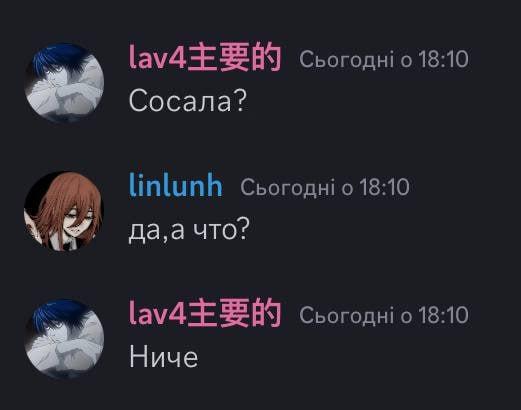 lav4主要的 Сьогодні о 18:10
Сосала?
linlunh Сьогодні о 18:10
да,а что?
lav4主要的 Сьогодні о 18:10
Ниче